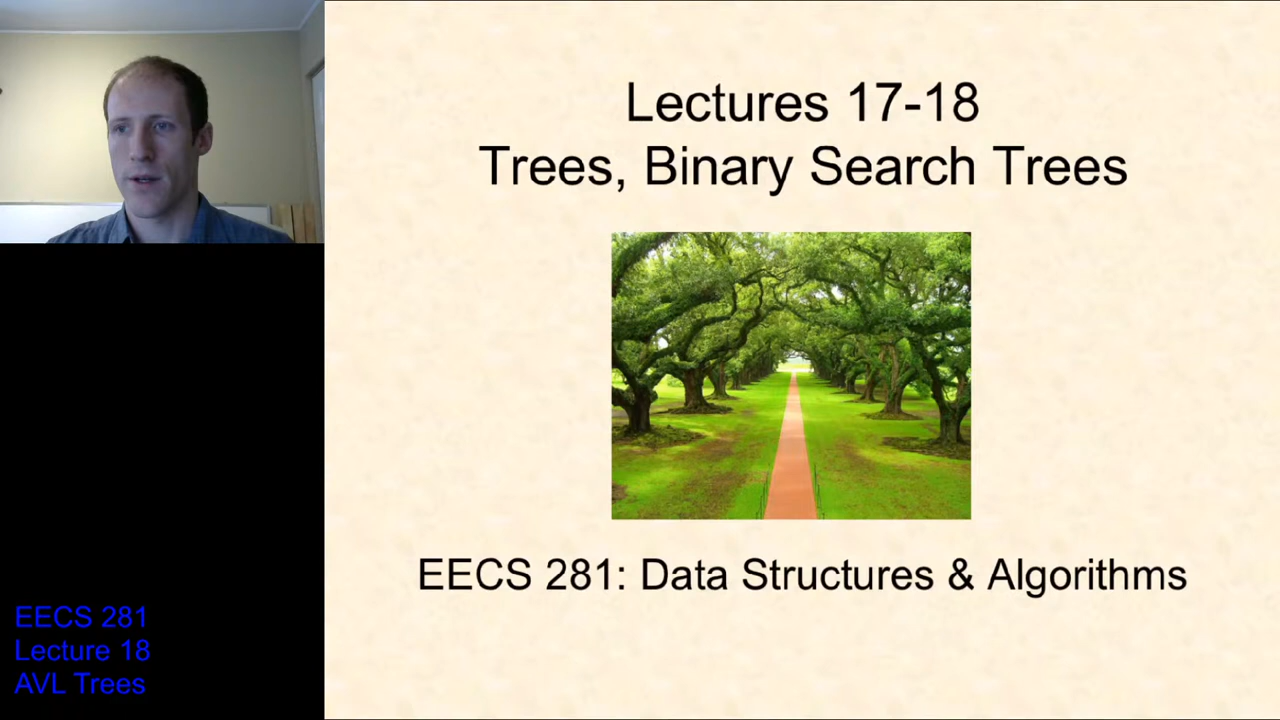 Lectures 17-18
Trees, Binary Search Trees
EECS 281: Data Structures & Algorithms
EECS 281
Lecture 18
AVL Trees